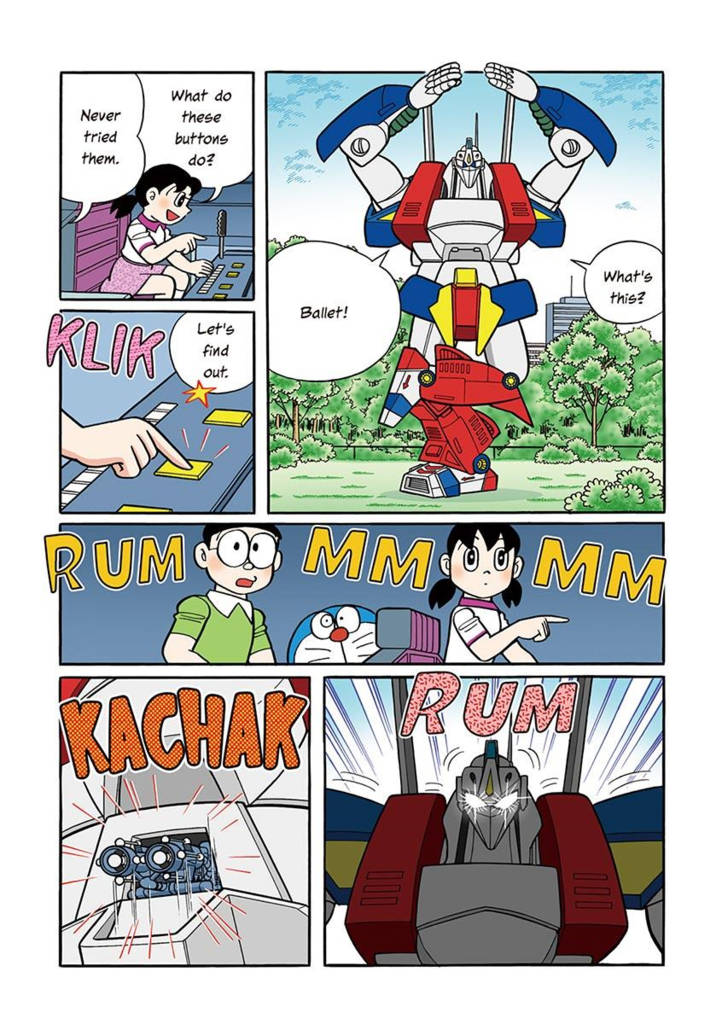 What do
these
buttons
do?
Never
tried
them.
What's
this?
Ballet!
KLIK
Let's
find
out.
RUM MM MM
KACHAK
RUM